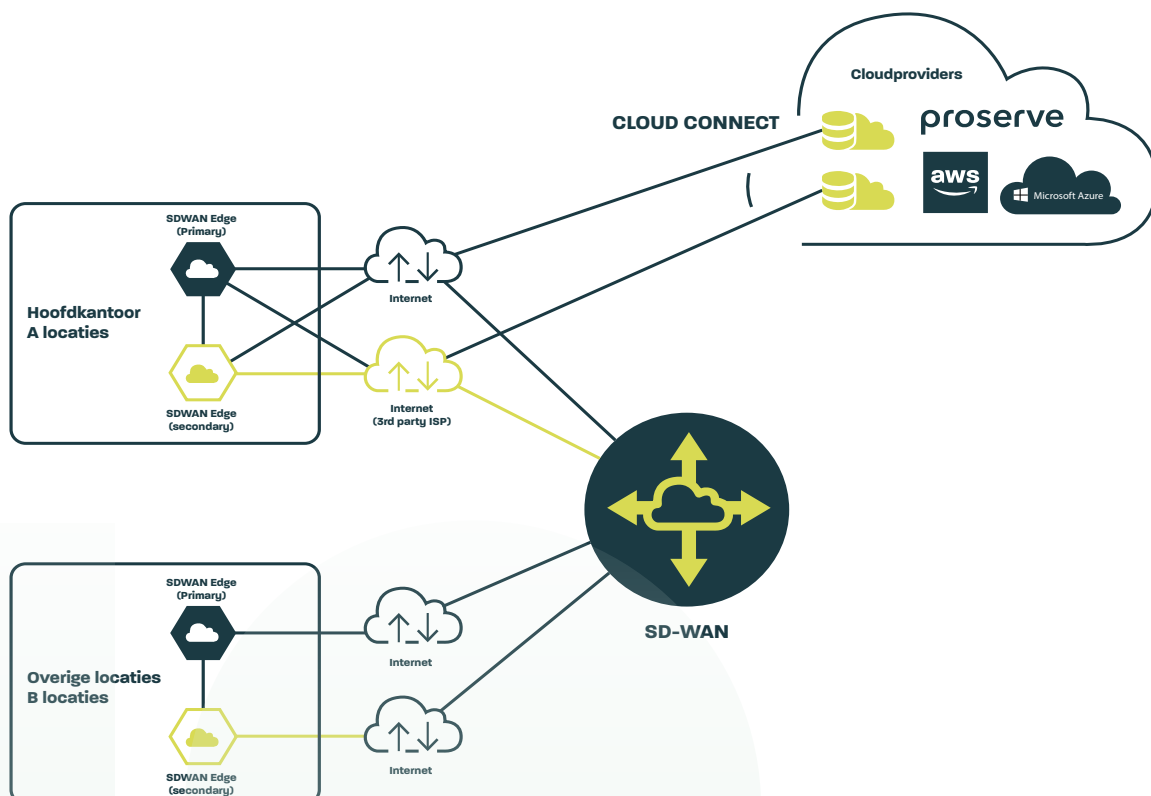 Cloudproviders
CLOUD CONNECT
proserve
aws
Microsoft Azure
SDWAN Edge
(Primary)
Hoofdkantoor
A locaties
Internet
SDWAN Edge
(secondary)
Internet
(3rd party ISP)
SD-WAN
SDWAN Edge
(Primary)
Internet
Overige locaties
B locaties
SDWAN Edge
(secondary)
Internet